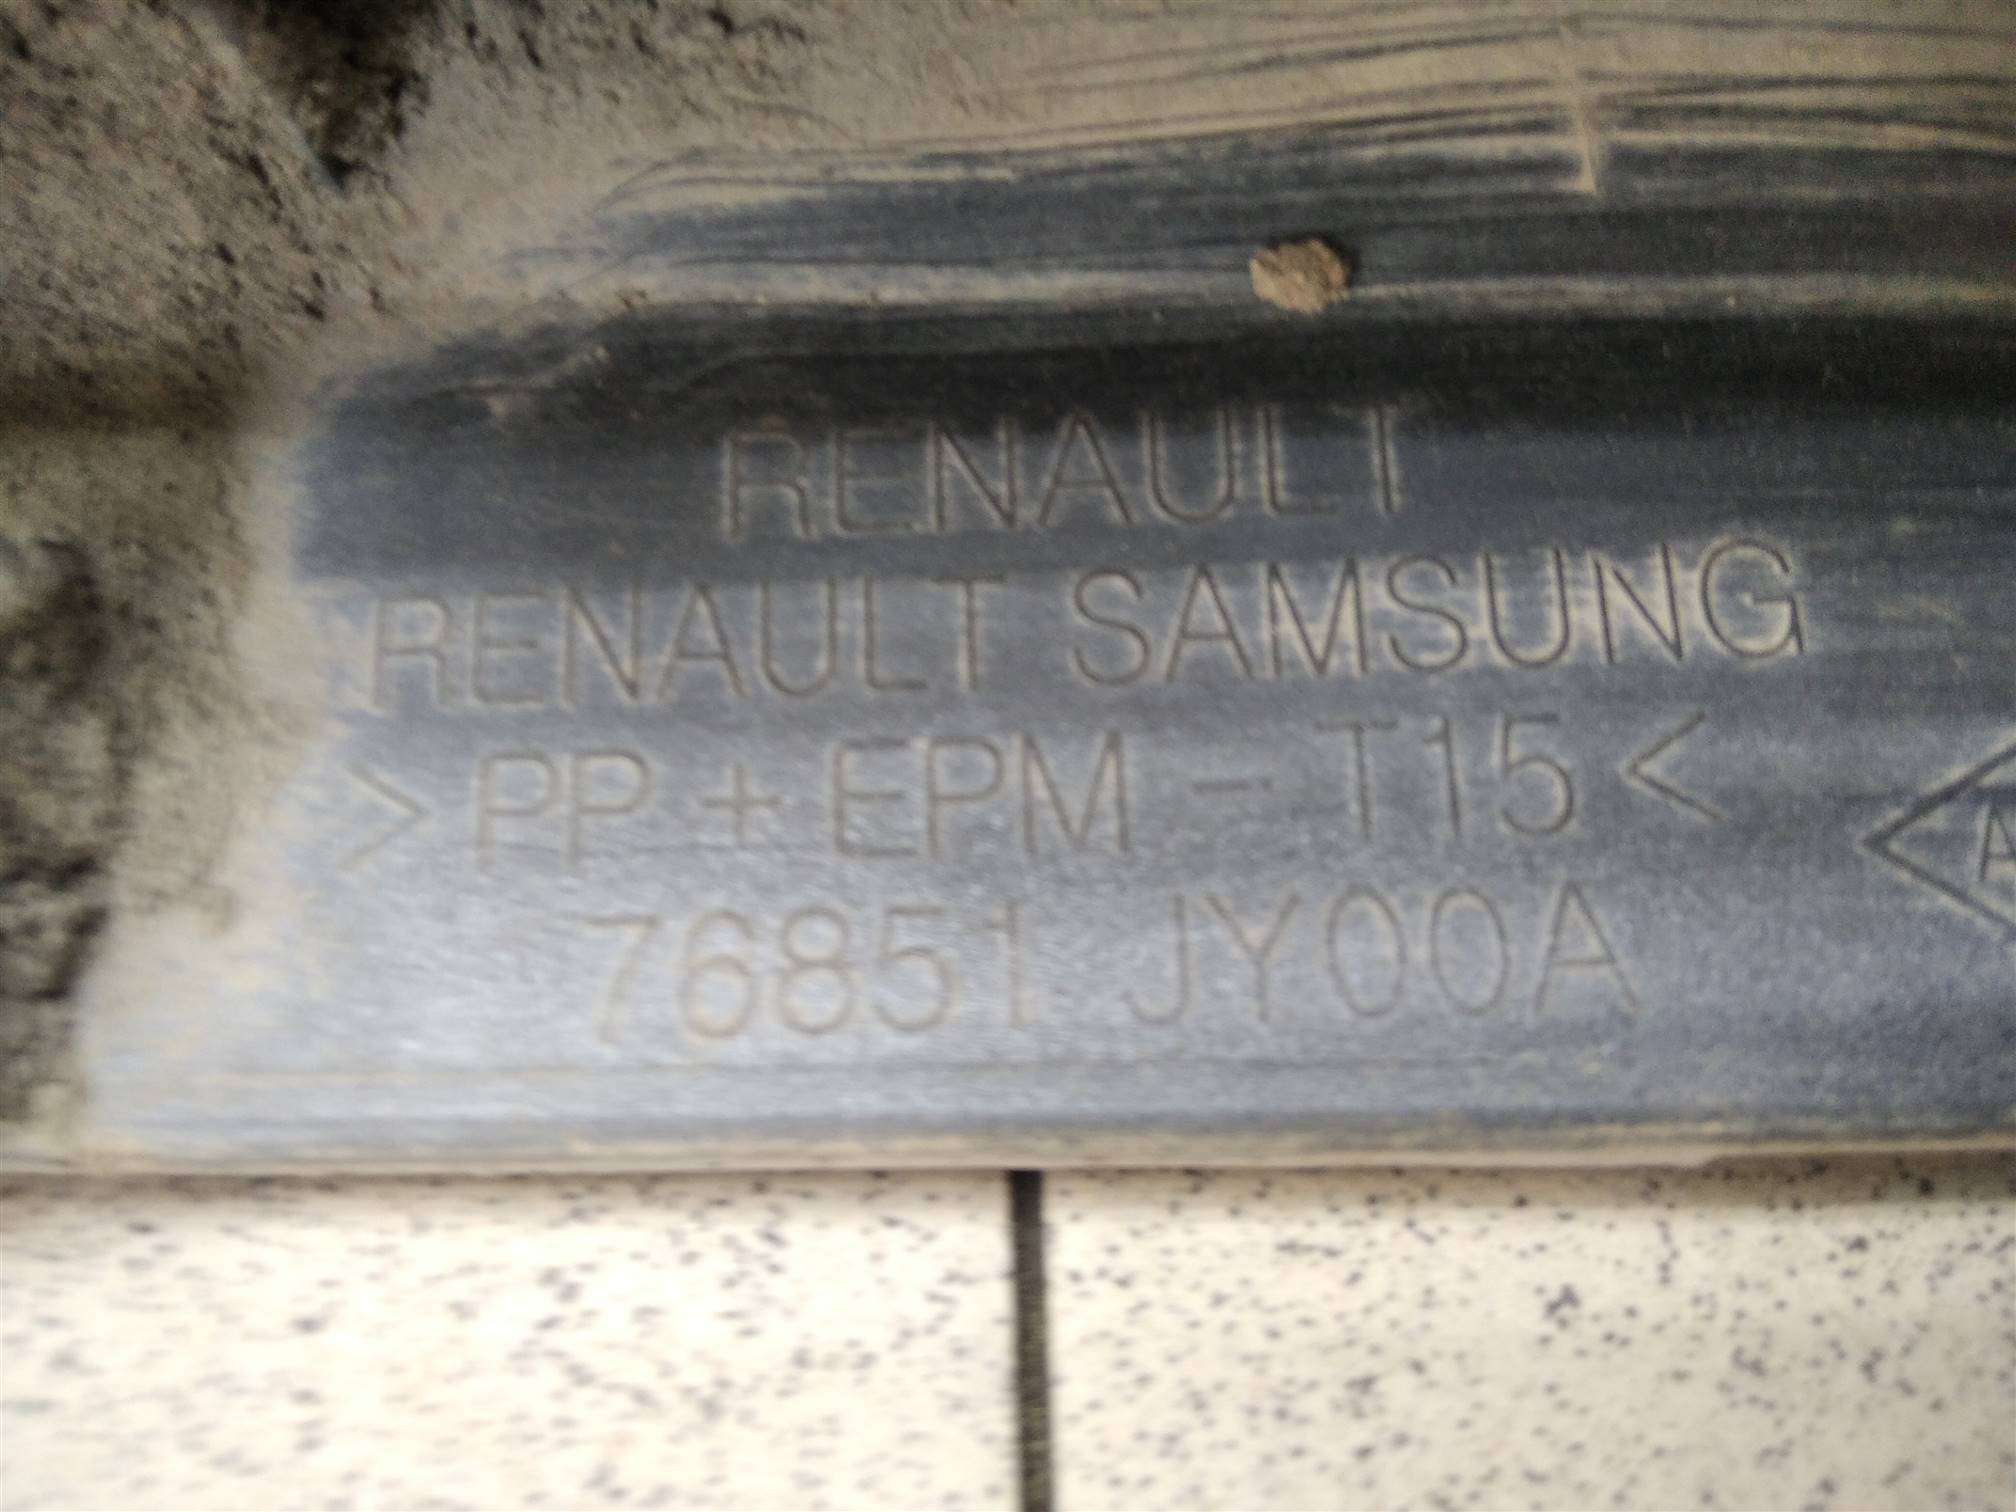 RENAULT
RENAULT SAMSUNG
>PP + EPM - T15<
76851 JY00A
A